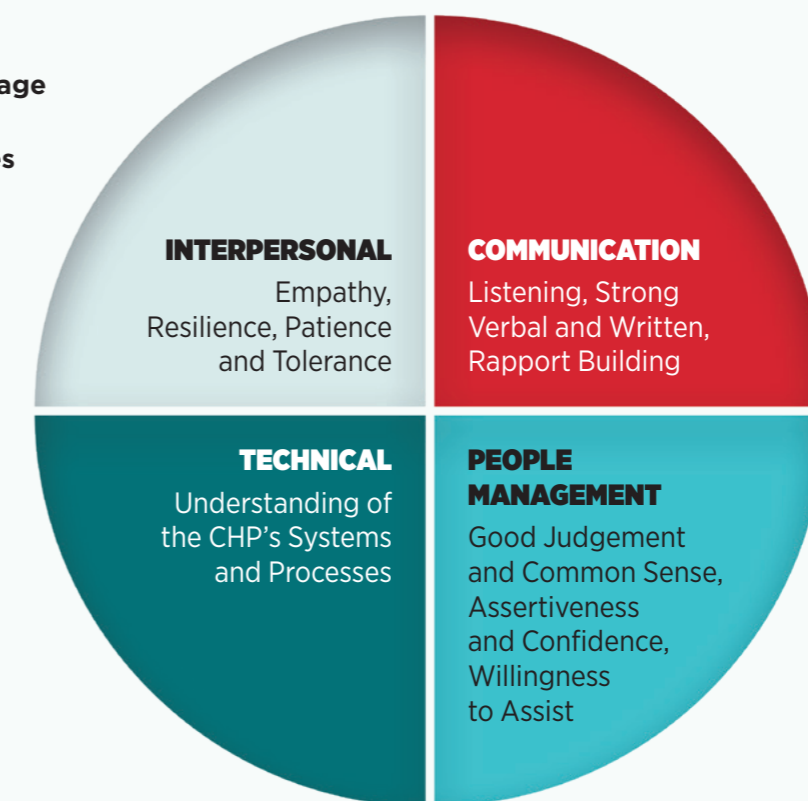 age
s
INTERPERSONAL
Empathy,
Resilience, Patience
and Tolerance
COMMUNICATION
Listening, Strong
Verbal and Written,
Rapport Building
TECHNICAL
Understanding of
the CHP's Systems
and Processes
PEOPLE
MANAGEMENT
Good Judgement
and Common Sense,
Assertiveness
and Confidence,
Willingness
to Assist